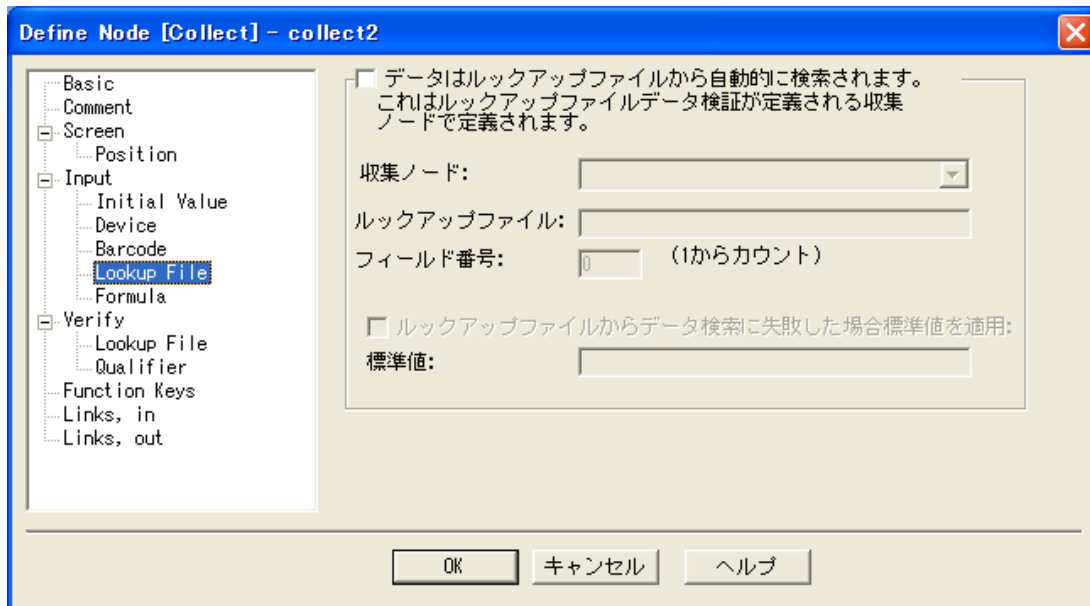 Define Node [Collect] - collect2
Basic
Comment
Screen
Position
Input
Initial Value
Device
Barcode
Lookup File
Formula
Verify
Lookup File
Qualifier
Function Keys
Links, in
Links, out
データはルックアップファイルから自動的に検索されます。
これはルックアップファイルデータ検証が定義される収集
ノードで定義されます。
収集ノード:
ルックアップファイル:
フィールド番号: 0 (1からカウント)
ルックアップファイルからデータ検索に失敗した場合標準値を適用:
標準値:
OK キャンセル ヘルプ